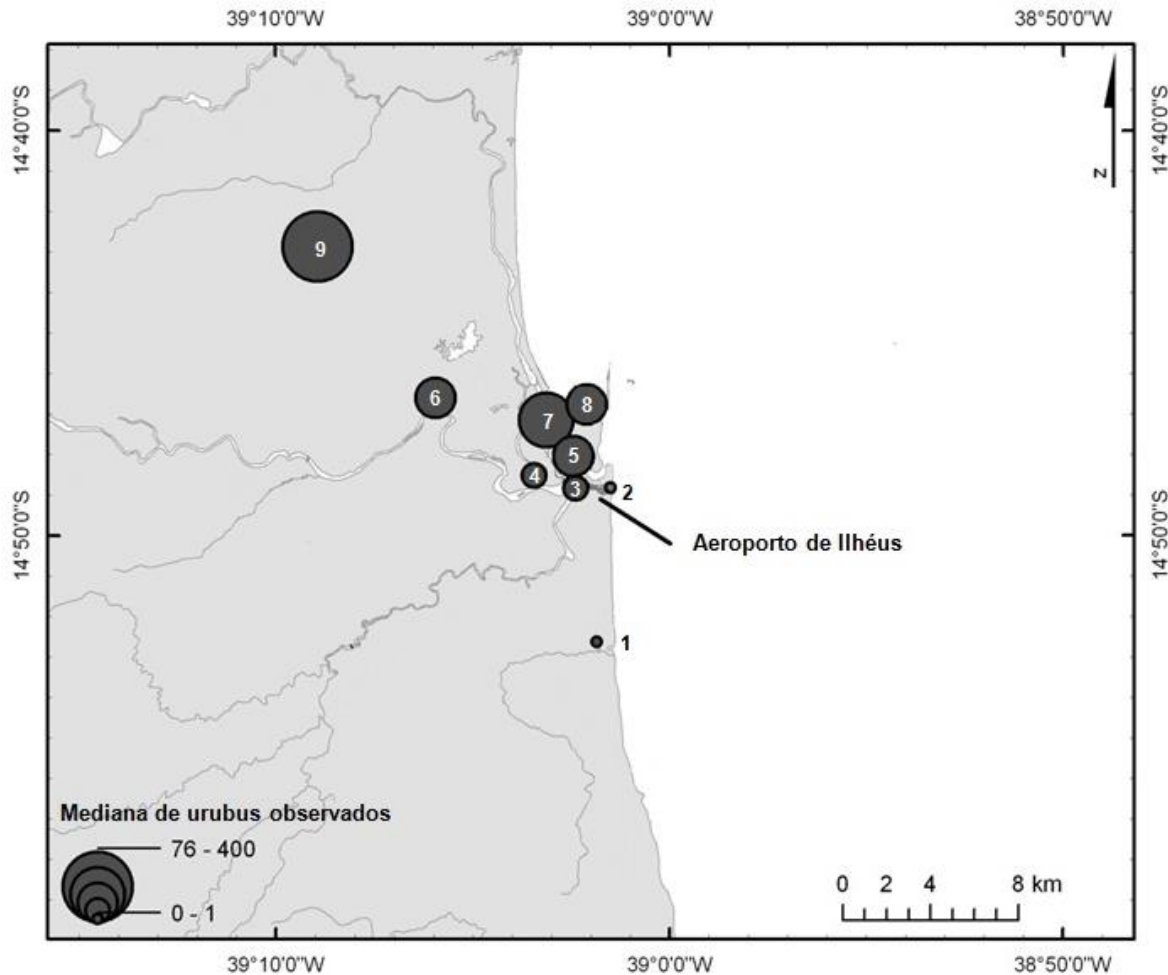 39°10'0"W 39°0'0"W 38°50'0"W
14°40'0"S 14°40'0"S
z
9
6
8
7
5
4
3
2
14°50'0"S 14°50'0"S
Aeroporto de Ilhéus
1
Mediana de urubus observados
76 - 400
0 - 1
0 2 4 8 km
39°10'0"W 39°0'0"W 38°50'0"W